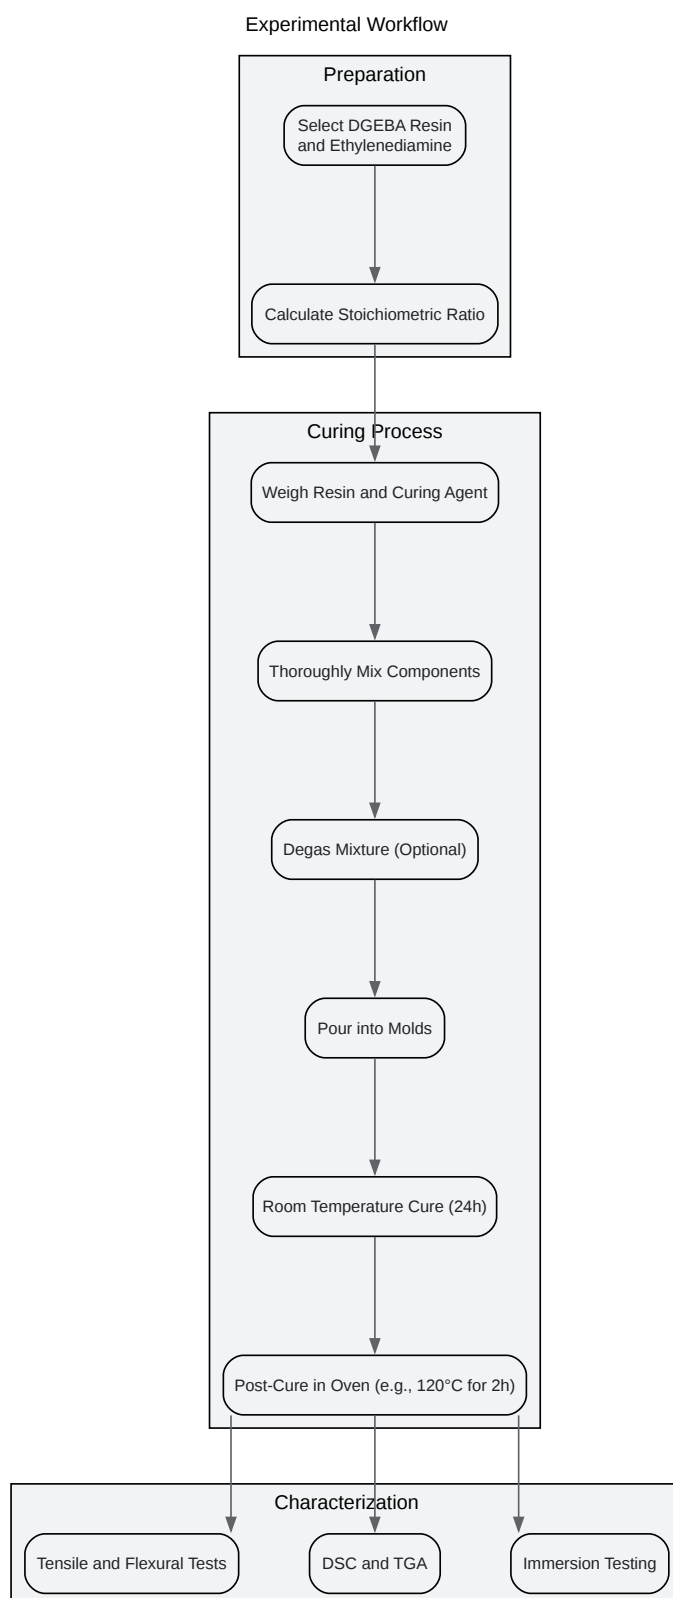 Experimental Workflow
Preparation
Select DGEBA Resin
and Ethylenediamine
Calculate Stoichiometric Ratio
Curing Process
Weigh Resin and Curing Agent
Thoroughly Mix Components
Degas Mixture (Optional)
Pour into Molds
Room Temperature Cure (24h)
Post-Cure in Oven (e.g., 120°C for 2h)
Characterization
Tensile and Flexural Tests
DSC and TGA
Immersion Testing